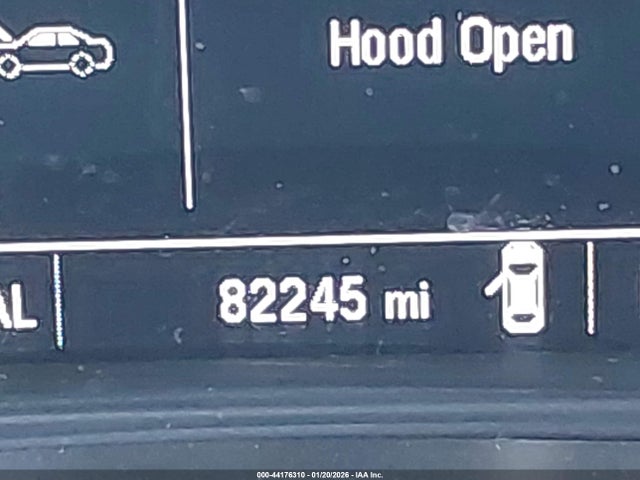 Hood Open
AL
82245 mi
000-44176310 - 01/20/2026 - IAA Inc.